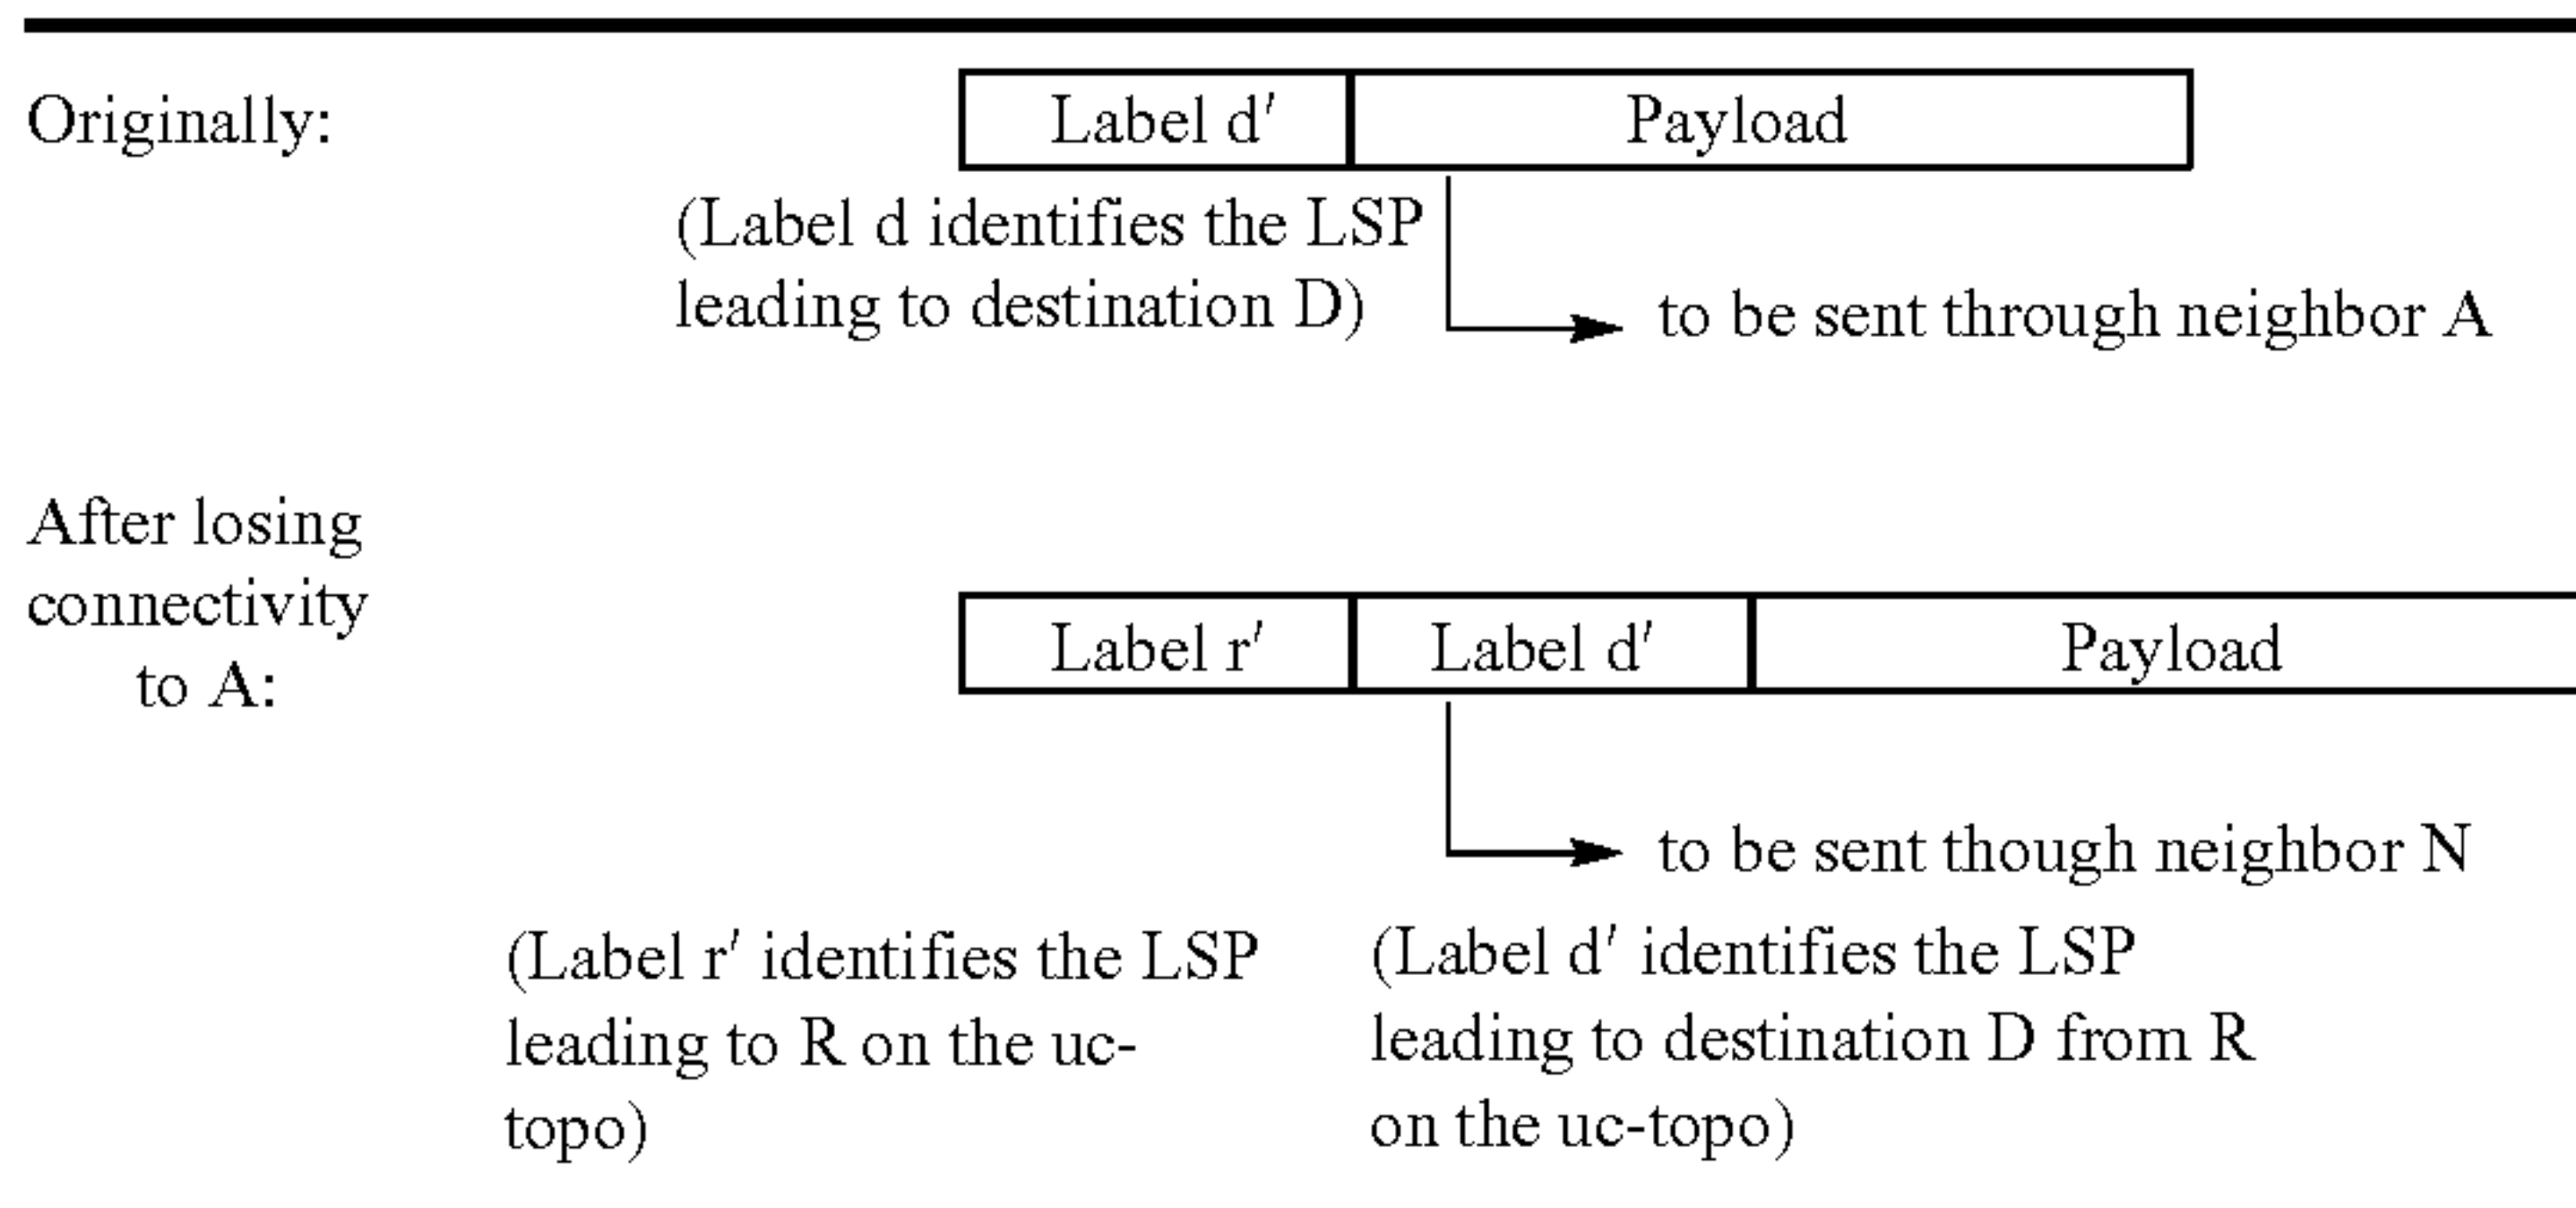 Originally:
Label d′ Payload
(Label d identifies the LSP
leading to destination D)
to be sent through neighbor A
After losing
connectivity
to A:
Label r′ Label d′ Payload
to be sent though neighbor N
(Label r′ identifies the LSP
leading to R on the uc-
topo)
(Label d′ identifies the LSP
leading to destination D from R
on the uc-topo)